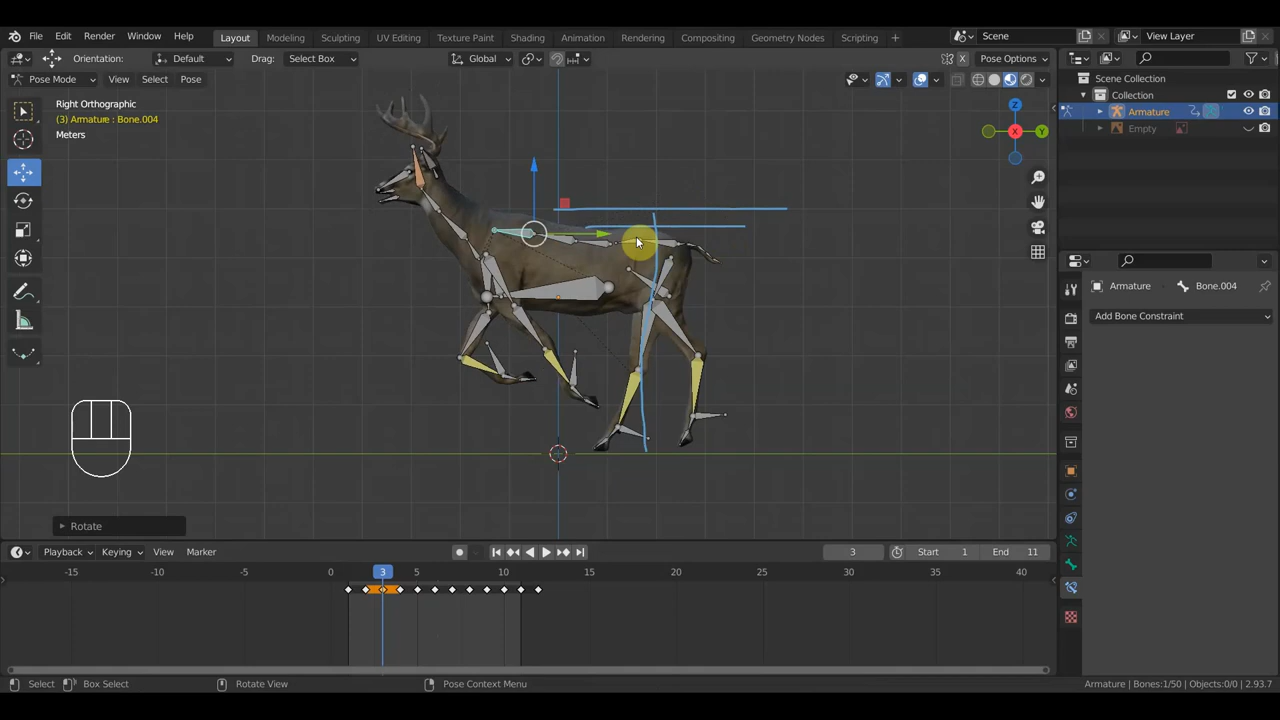 File Edit Render Window Help Layout Modeling Sculpting UV Editing Texture Paint Shading Animation Rendering Compositing Geometry Nodes Scripting + Scene View Layer
Orientation: Default Drag: Select Box Global Pose Options
Pose Mode View Select Pose
Scene Collection
Collection
Armature
Empty
Right Orthographic
(3) Armature : Bone.004
Meters
Z
Y
X
Armature Bone.004
Add Bone Constraint
Rotate
Playback Keying View Marker 3 Start 1 End 11
-15 -10 -5 0 3 5 10 15 20 25 30 35 40
Select Box Select Rotate View Pose Context Menu Armature | Bones:1/50 | Objects:0/0 | 2.93.7